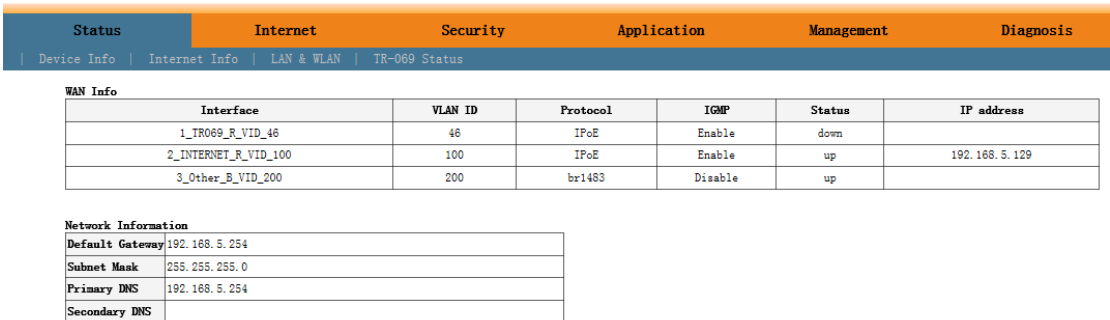 Status Internet Security Application Management Diagnosis
| Device Info | Internet Info | LAN & WLAN | TR-069 Status
WAN Info
Interface VLAN ID Protocol IGMP Status IP address
1_TR069_R_VID_46 46 IPoE Enable down
2_INTERNET_R_VID_100 100 IPoE Enable up 192.168.5.129
3_Other_B_VID_200 200 br1483 Disable up
Network Information
Default Gateway 192.168.5.254
Subnet Mask 255.255.255.0
Primary DNS 192.168.5.254
Secondary DNS